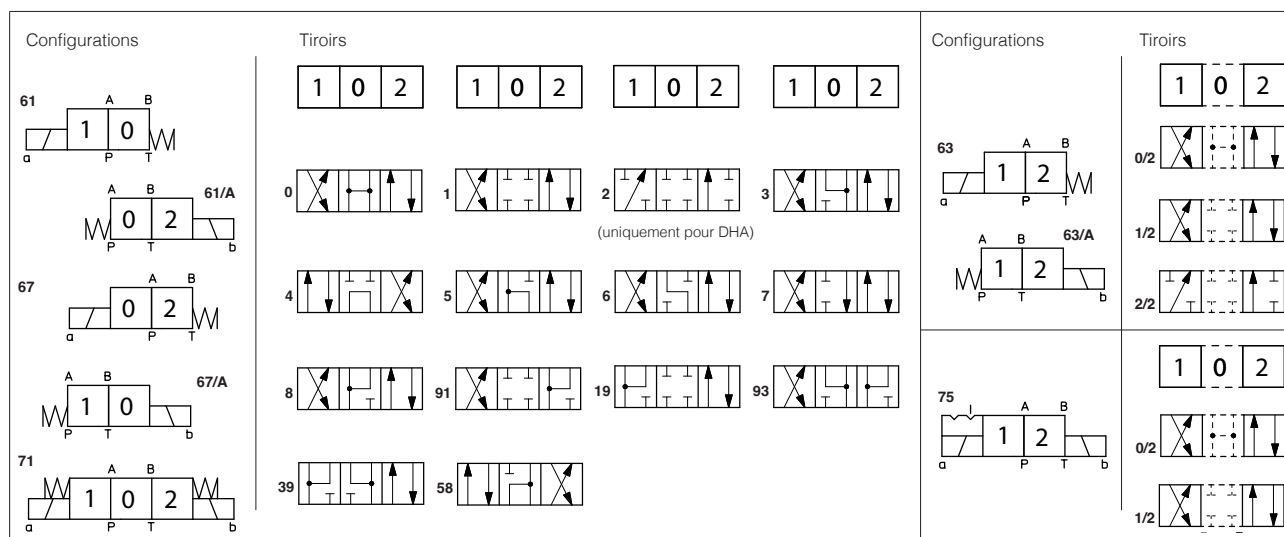 Configurations
Tiroirs
61
A B
1 0
a P T
A B 61/A
0 2
P T b
67
A B
0 2
a P T
A B 67/A
1 0
P T b
71
A B
1 0 2
a P T b
1 0 2
1 0 2
1 0 2
1 0 2
0
1
2
3
(uniquement pour DHA)
4
5
6
7
8
91
19
93
39
58
Configurations
Tiroirs
63
A B
1 2
a P T
A B 63/A
1 2
P T b
1 0 2
0/2
1/2
2/2
75
A B
1 2
a P T b
1 0 2
0/2
1/2